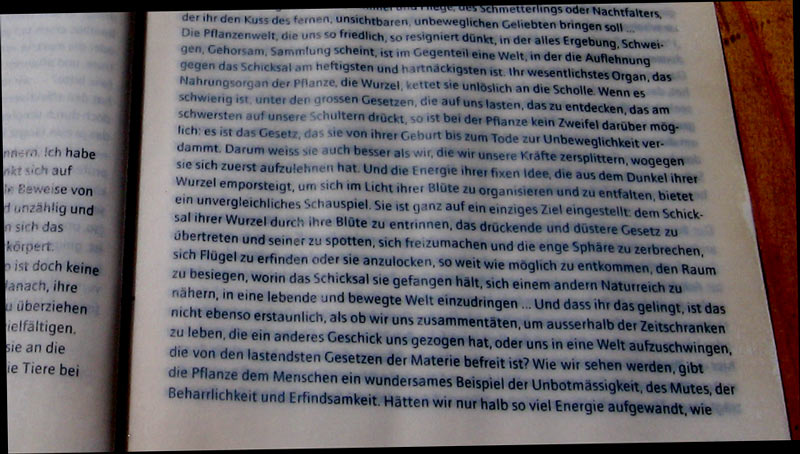 nnern. Ich habe
nkt sich auf
le Beweise von
d unzählig und
n sich das
körpert.
o ist doch keine
danach, ihre
u überziehen
ielfältigen.
sie an die
ie Tiere bei
und Fliege, des Schmetterlings oder Nachtfalters,
der ihr den Kuss des fernen, unsichtbaren, unbeweglichen Geliebten bringen soll ...
Die Pflanzenwelt, die uns so friedlich, so resigniert dünkt, in der alles Ergebung, Schwei-
gen, Gehorsam, Sammlung scheint, ist im Gegenteil eine Welt, in der die Auflehnung
gegen das Schicksal am heftigsten und hartnäckigsten ist. Ihr wesentlichstes Organ, das
Nahrungsorgan der Pflanze, die Wurzel, kettet sie unlöslich an die Scholle. Wenn es
schwierig ist, unter den grossen Gesetzen, die auf uns lasten, das zu entdecken, das am
schwersten auf unsere Schultern drückt, so ist bei der Pflanze kein Zweifel darüber mög-
lich: es ist das Gesetz, das sie von ihrer Geburt bis zum Tode zur Unbeweglichkeit ver-
dammt. Darum weiss sie auch besser als wir, die wir unsere Kräfte zersplittern, wogegen
sie sich zuerst aufzulehnen hat. Und die Energie ihrer fixen Idee, die aus dem Dunkel ihrer
Wurzel emporsteigt, um sich im Licht ihrer Blüte zu organisieren und zu entfalten, bietet
ein unvergleichliches Schauspiel. Sie ist ganz auf ein einziges Ziel eingestellt: dem Schick-
sal ihrer Wurzel durch ihre Blüte zu entrinnen, das drückende und düstere Gesetz zu
übertreten und seiner zu spotten, sich freizumachen und die enge Sphäre zu zerbrechen,
sich Flügel zu erfinden oder sie anzulocken, so weit wie möglich zu entkommen, den Raum
zu besiegen, worin das Schicksal sie gefangen hält, sich einem andern Naturreich zu
nähern, in eine lebende und bewegte Welt einzudringen ... Und dass ihr das gelingt, ist das
nicht ebenso erstaunlich, als ob wir uns zusammentäten, um ausserhalb der Zeitschranken
zu leben, die ein anderes Geschick uns gezogen hat, oder uns in eine Welt aufzuschwingen,
die von den lastendsten Gesetzen der Materie befreit ist? Wie wir sehen werden, gibt
die Pflanze dem Menschen ein wundersames Beispiel der Unbotmässigkeit, des Mutes, der
Beharrlichkeit und Erfindsamkeit. Hätten wir nur halb so viel Energie aufgewandt, wie